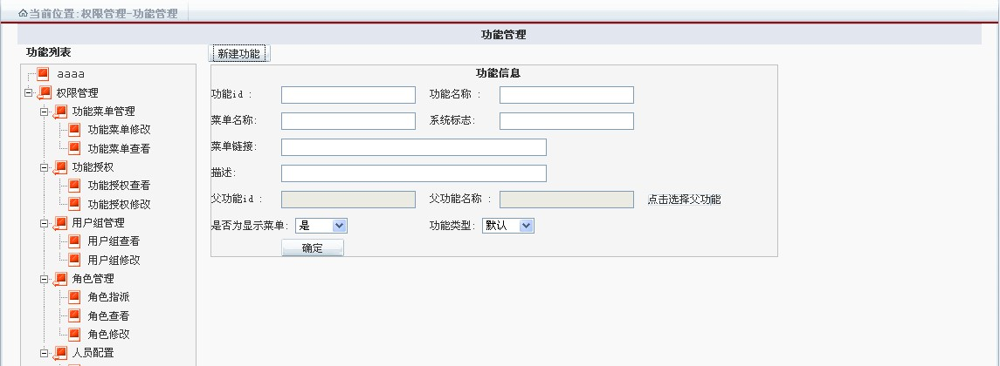 当前位置:权限管理-功能管理
功能管理
功能列表
新建功能
aaaa
权限管理
功能菜单管理
功能菜单修改
功能菜单查看
功能授权
功能授权查看
功能授权修改
用户组管理
用户组查看
用户组修改
角色管理
角色指派
角色查看
角色修改
人员配置
功能信息
功能id : 功能名称 :
菜单名称: 系统标志:
菜单链接:
描述:
父功能id : 父功能名称 : 点击选择父功能
是否为显示菜单: 是 功能类型: 默认
确定